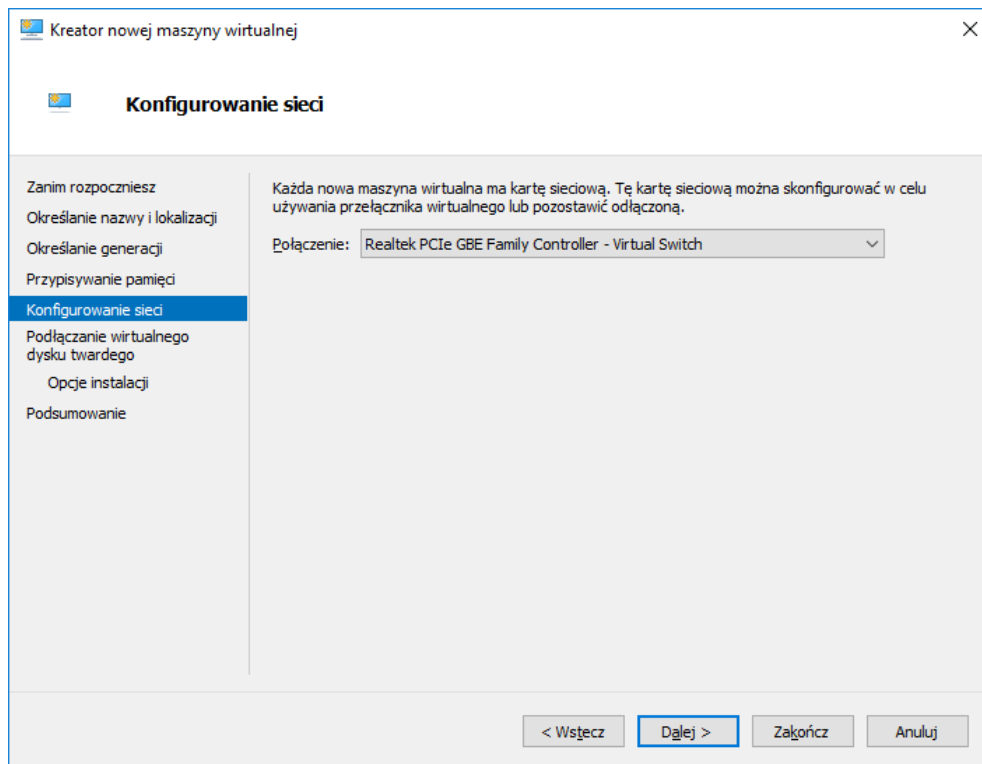 Kreator nowej maszyny wirtualnej
Konfigurowanie sieci
Zanim rozpoczniesz
Określanie nazwy i lokalizacji
Określanie generacji
Przypisywanie pamięci
Konfigurowanie sieci
Podłączanie wirtualnego
dysku twardego
Opcje instalacji
Podsumowanie
Każda nowa maszyna wirtualna ma kartę sieciową. Tę kartę sieciową można skonfigurować w celu
używania przełącznika wirtualnego lub pozostawić odłączoną.
Połączenie: Realtek PCIe GBE Family Controller - Virtual Switch
< Wstecz Dalej > Zakończ Anuluj